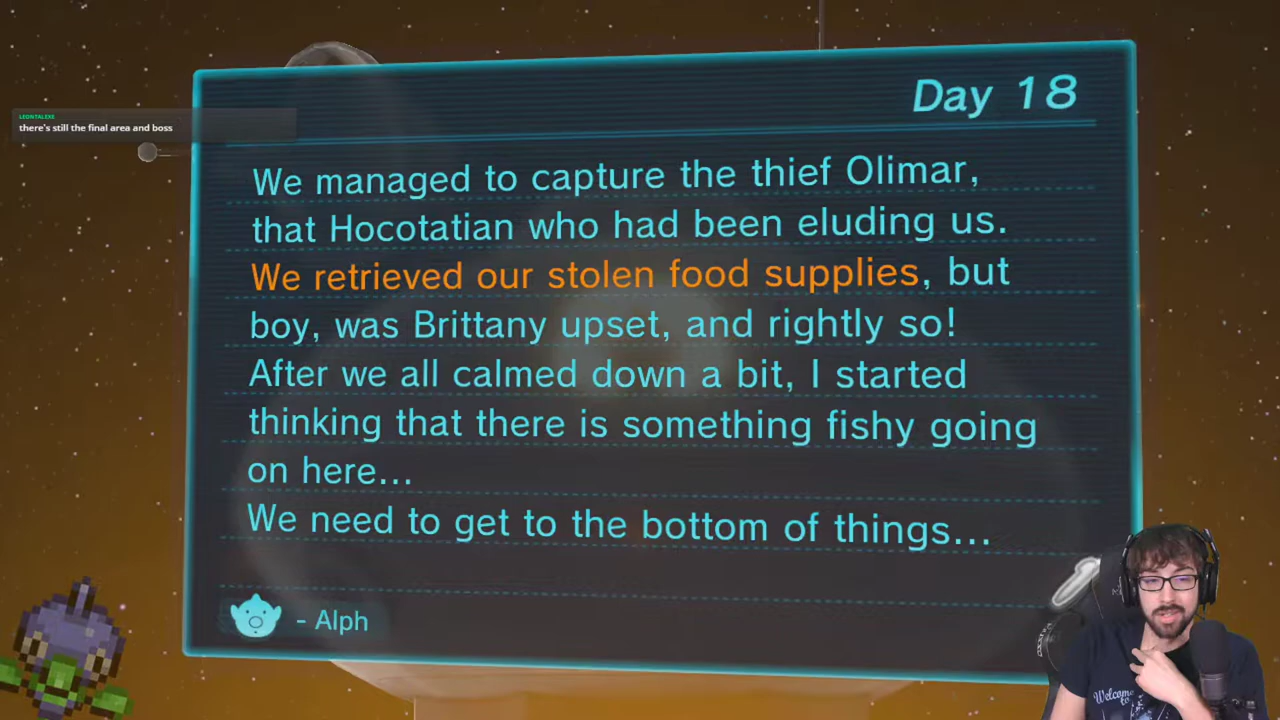 Day 18
LEONTALEXE
there's still the final area and boss
We managed to capture the thief Olimar,
that Hocotatian who had been eluding us.
We retrieved our stolen food supplies, but
boy, was Brittany upset, and rightly so!
After we all calmed down a bit, I started
thinking that there is something fishy going
on here...
We need to get to the bottom of things...
- Alph
Welcome
to